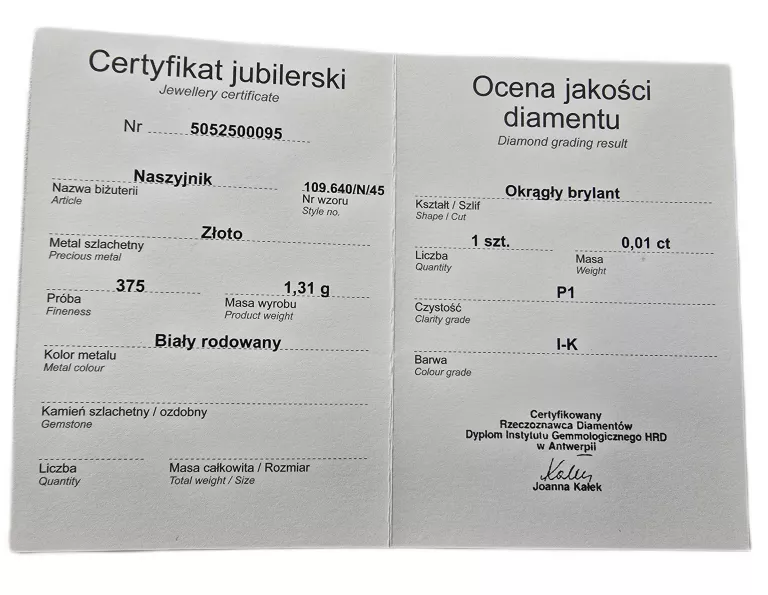 Certyfikat jubilerski
Jewellery certificate
Nr 5052500095
Naszyjnik
Nazwa biżuterii
Article
109.640/N/45
Nr wzoru
Style no.
Złoto
Metal szlachetny
Precious metal
375
Próba
Fineness
1,31 g
Masa wyrobu
Product weight
Biały rodowany
Kolor metalu
Metal colour
Kamień szlachetny / ozdobny
Gemstone
Liczba
Quantity
Masa całkowita / Rozmiar
Total weight / Size
Ocena jakości
diamentu
Diamond grading result
Okrągły brylant
Kształt / Szlif
Shape / Cut
1 szt.
Liczba
Quantity
0,01 ct
Masa
Weight
P1
Czystość
Clarity grade
I-K
Barwa
Colour grade
Certyfikowany
Rzeczoznawca Diamentów
Dyplom Instytutu Gemmologicznego HRD
w Antwerpii
Joanna Kałek